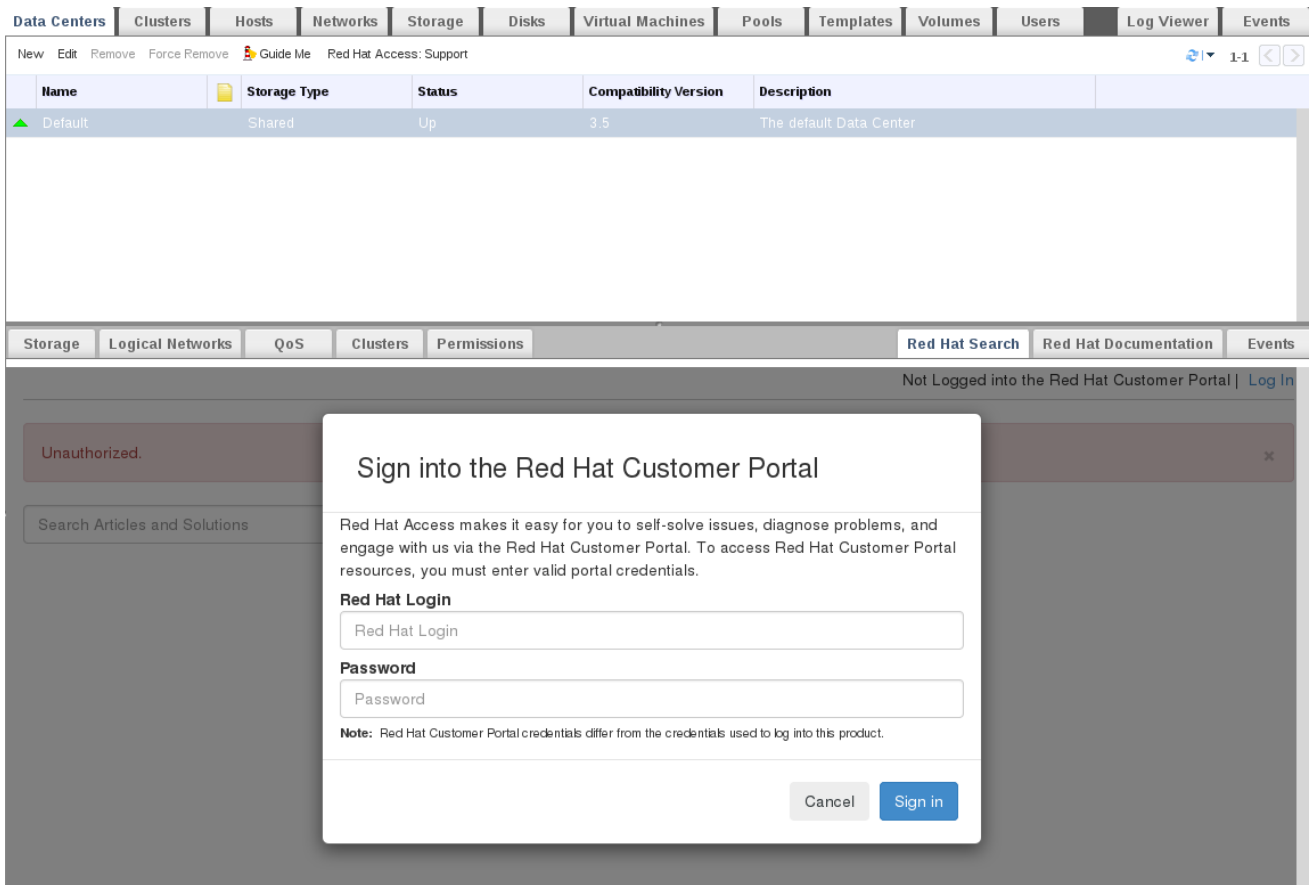 Data Centers Clusters Hosts Networks Storage Disks Virtual Machines Pools Templates Volumes Users Log Viewer Events
New Edit Remove Force Remove Guide Me Red Hat Access: Support 1-1
Name Storage Type Status Compatibility Version Description
Default Shared Up 3.5 The default Data Center
Storage Logical Networks QoS Clusters Permissions Red Hat Search Red Hat Documentation Events
Not Logged into the Red Hat Customer Portal | Log In
Unauthorized. ×
Search Articles and Solutions
Sign into the Red Hat Customer Portal
Red Hat Access makes it easy for you to self-solve issues, diagnose problems, and
engage with us via the Red Hat Customer Portal. To access Red Hat Customer Portal
resources, you must enter valid portal credentials.
Red Hat Login
Red Hat Login
Password
Password
Note: Red Hat Customer Portal credentials differ from the credentials used to log into this product.
Cancel Sign in